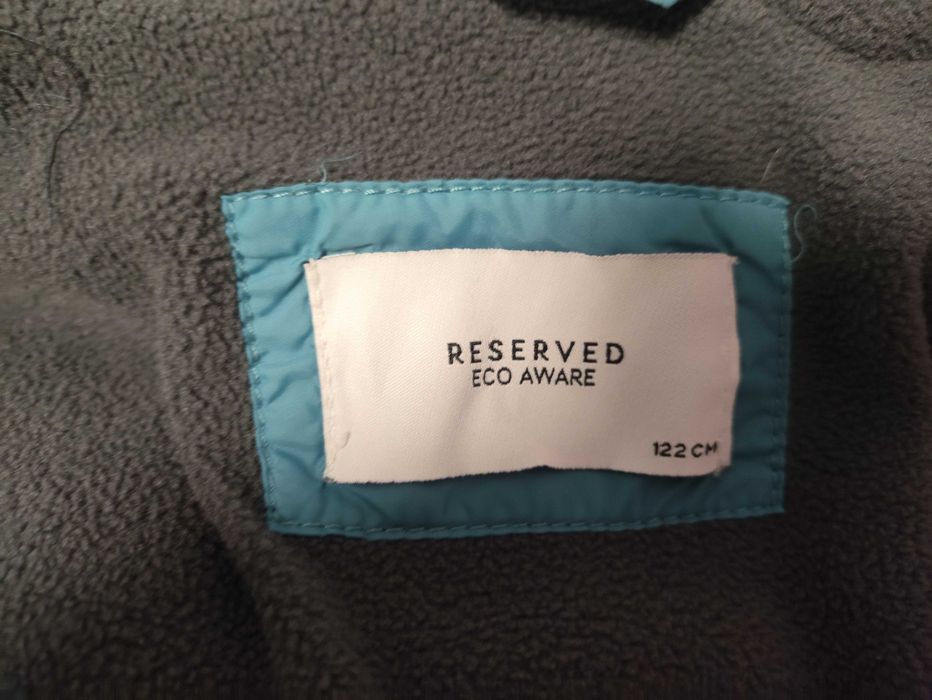 RESERVED
ECO AWARE
122 CM